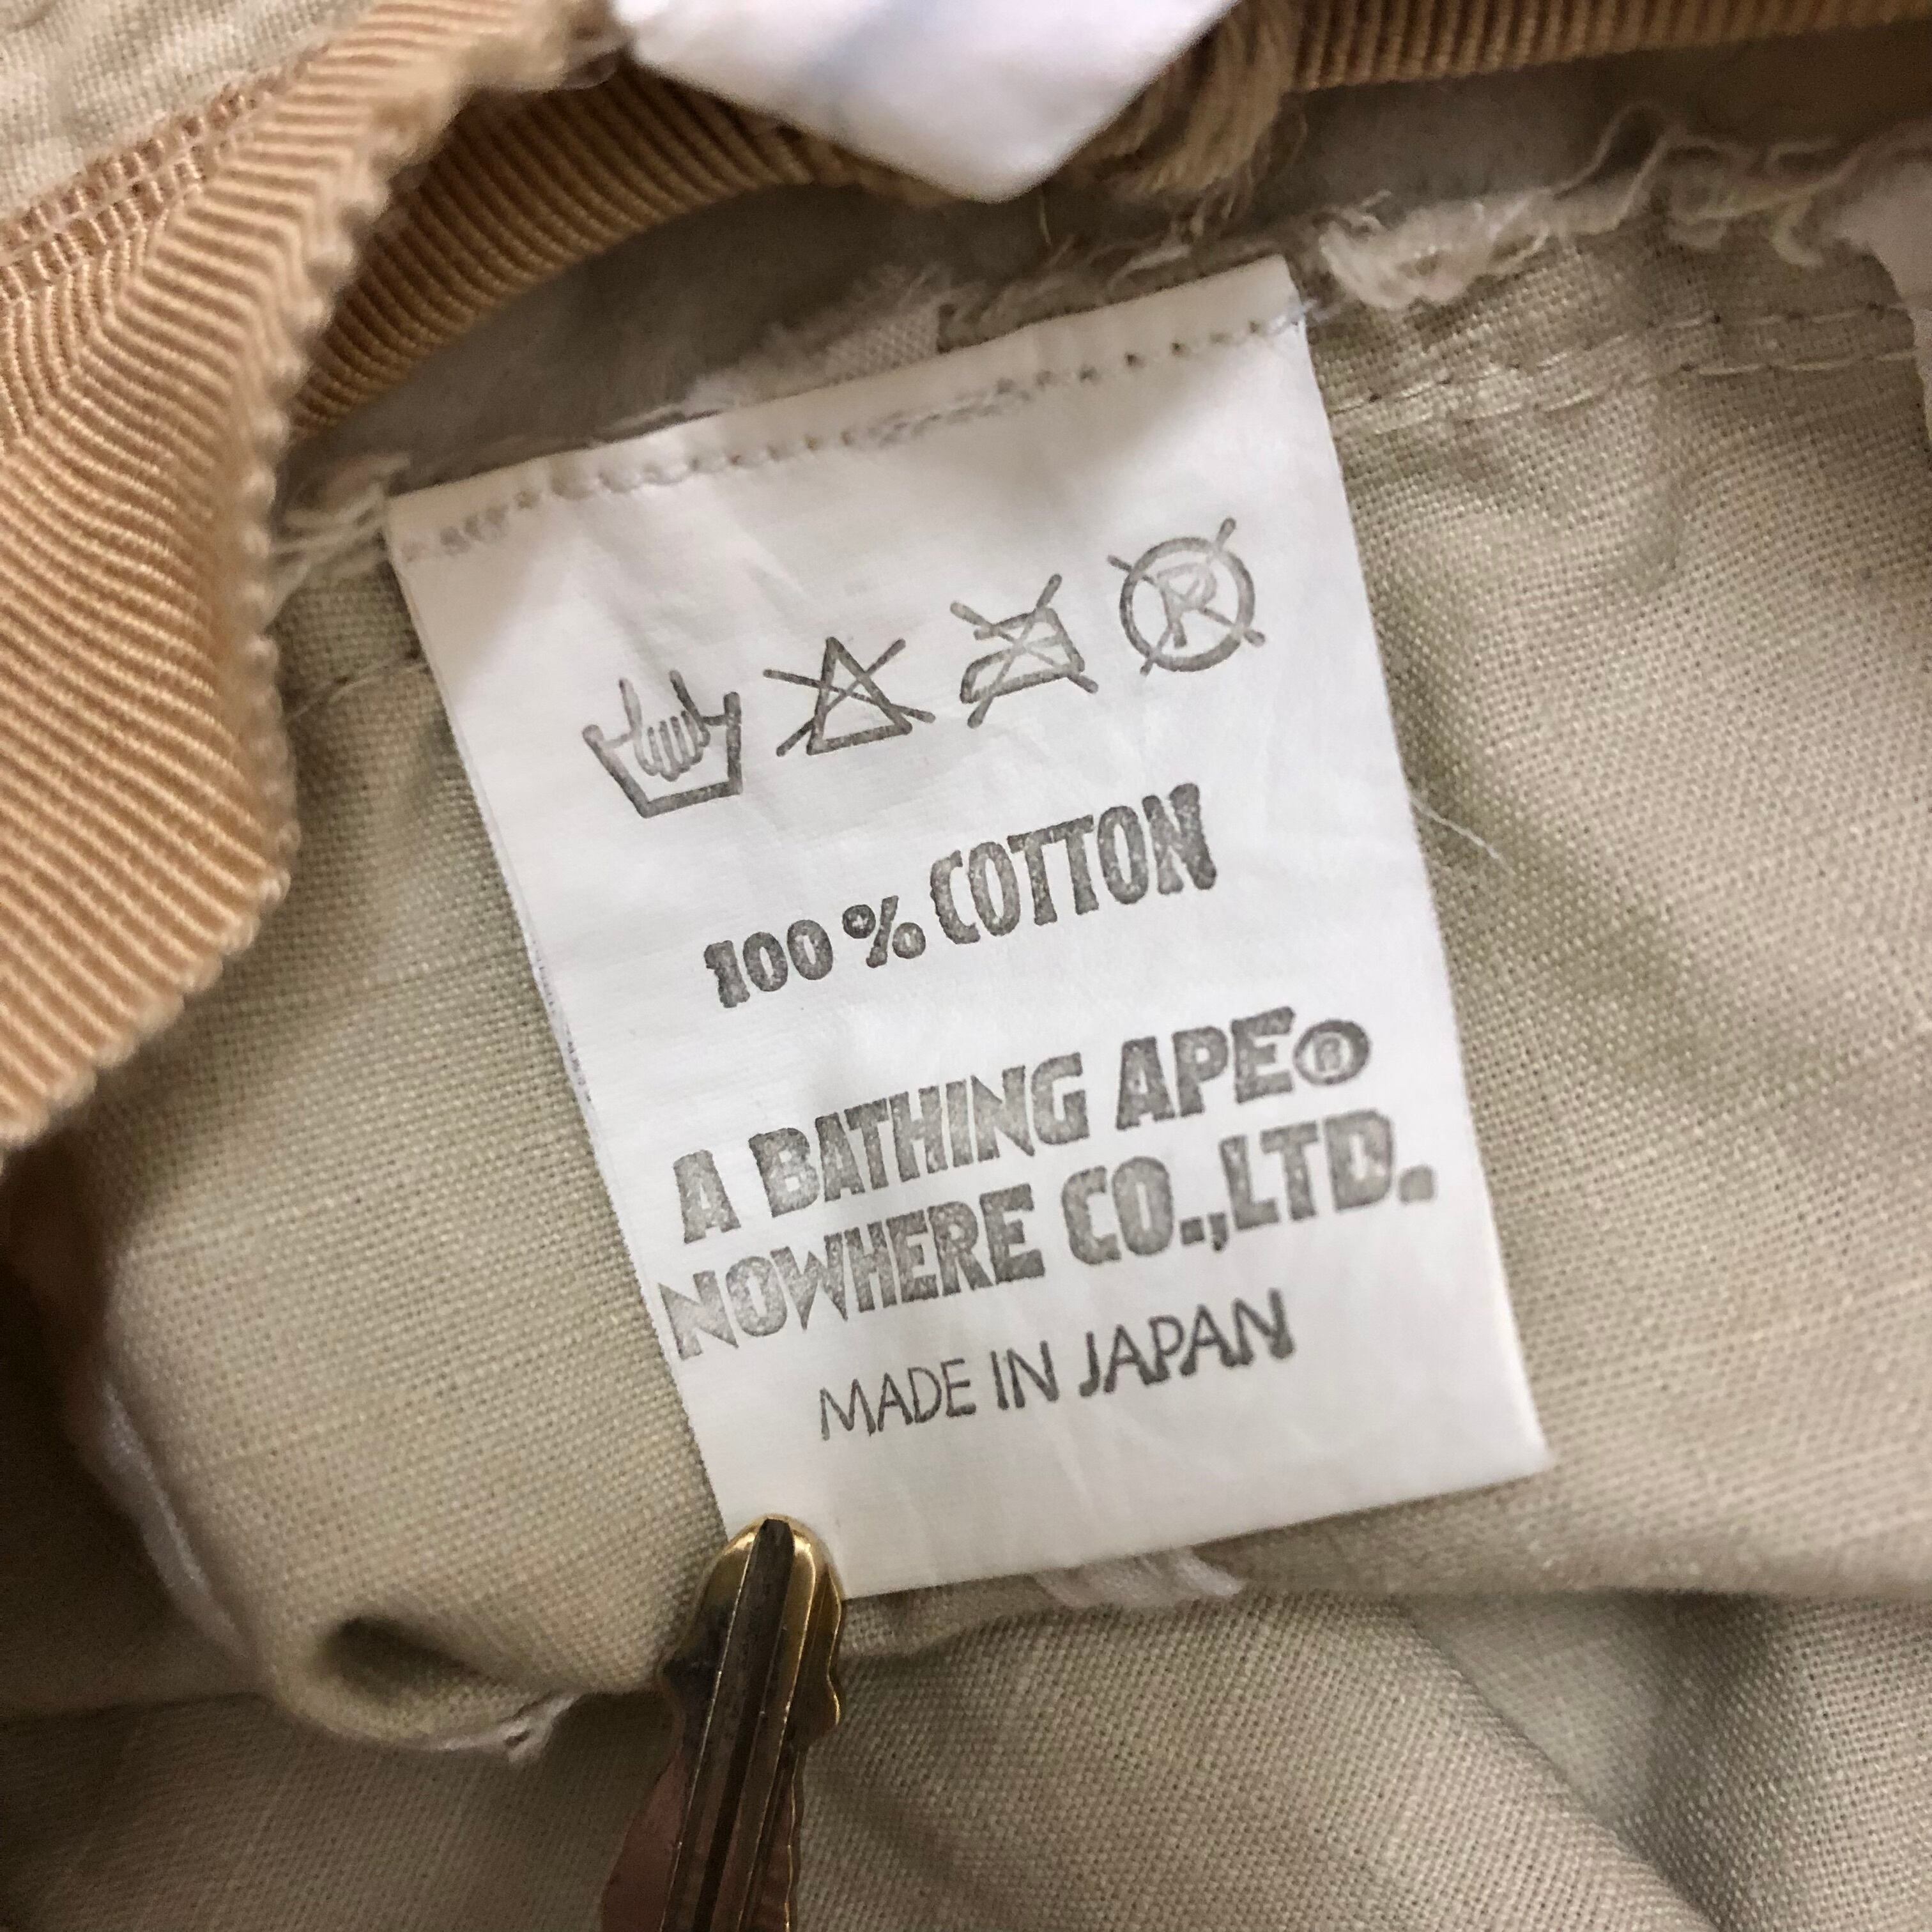 P
100% COTTON
A BATHING APE®
NOWHERE CO.,LTD.
MADE IN JAPAN